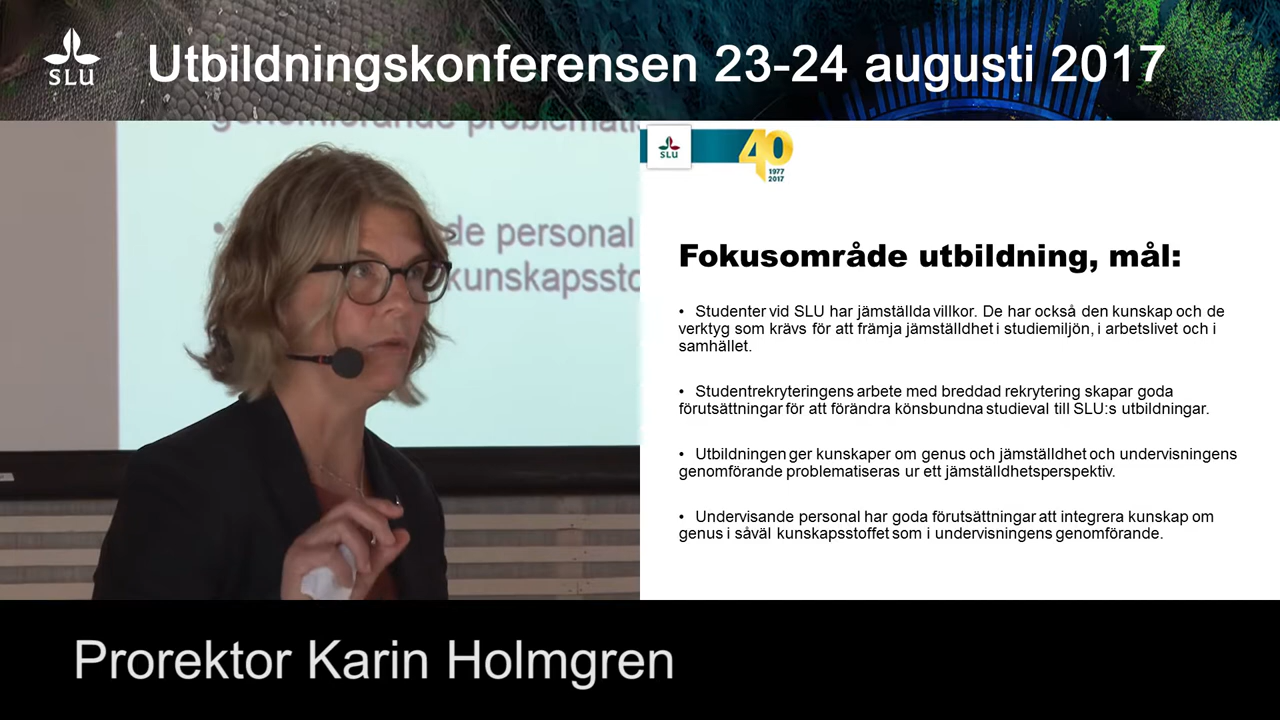 SLU
Utbildningskonferensen 23-24 augusti 2017
genomförande problematis
de personal
kunskapssto
SLU
40
1977
2017
Fokusområde utbildning, mål:
• Studenter vid SLU har jämställda villkor. De har också den kunskap och de
verktyg som krävs för att främja jämställdhet i studiemiljön, i arbetslivet och i
samhället.
• Studentrekryteringens arbete med breddad rekrytering skapar goda
förutsättningar för att förändra könsbundna studieval till SLU:s utbildningar.
• Utbildningen ger kunskaper om genus och jämställdhet och undervisningens
genomförande problematiseras ur ett jämställdhetsperspektiv.
• Undervisande personal har goda förutsättningar att integrera kunskap om
genus i såväl kunskapsstoffet som i undervisningens genomförande.
Prorektor Karin Holmgren